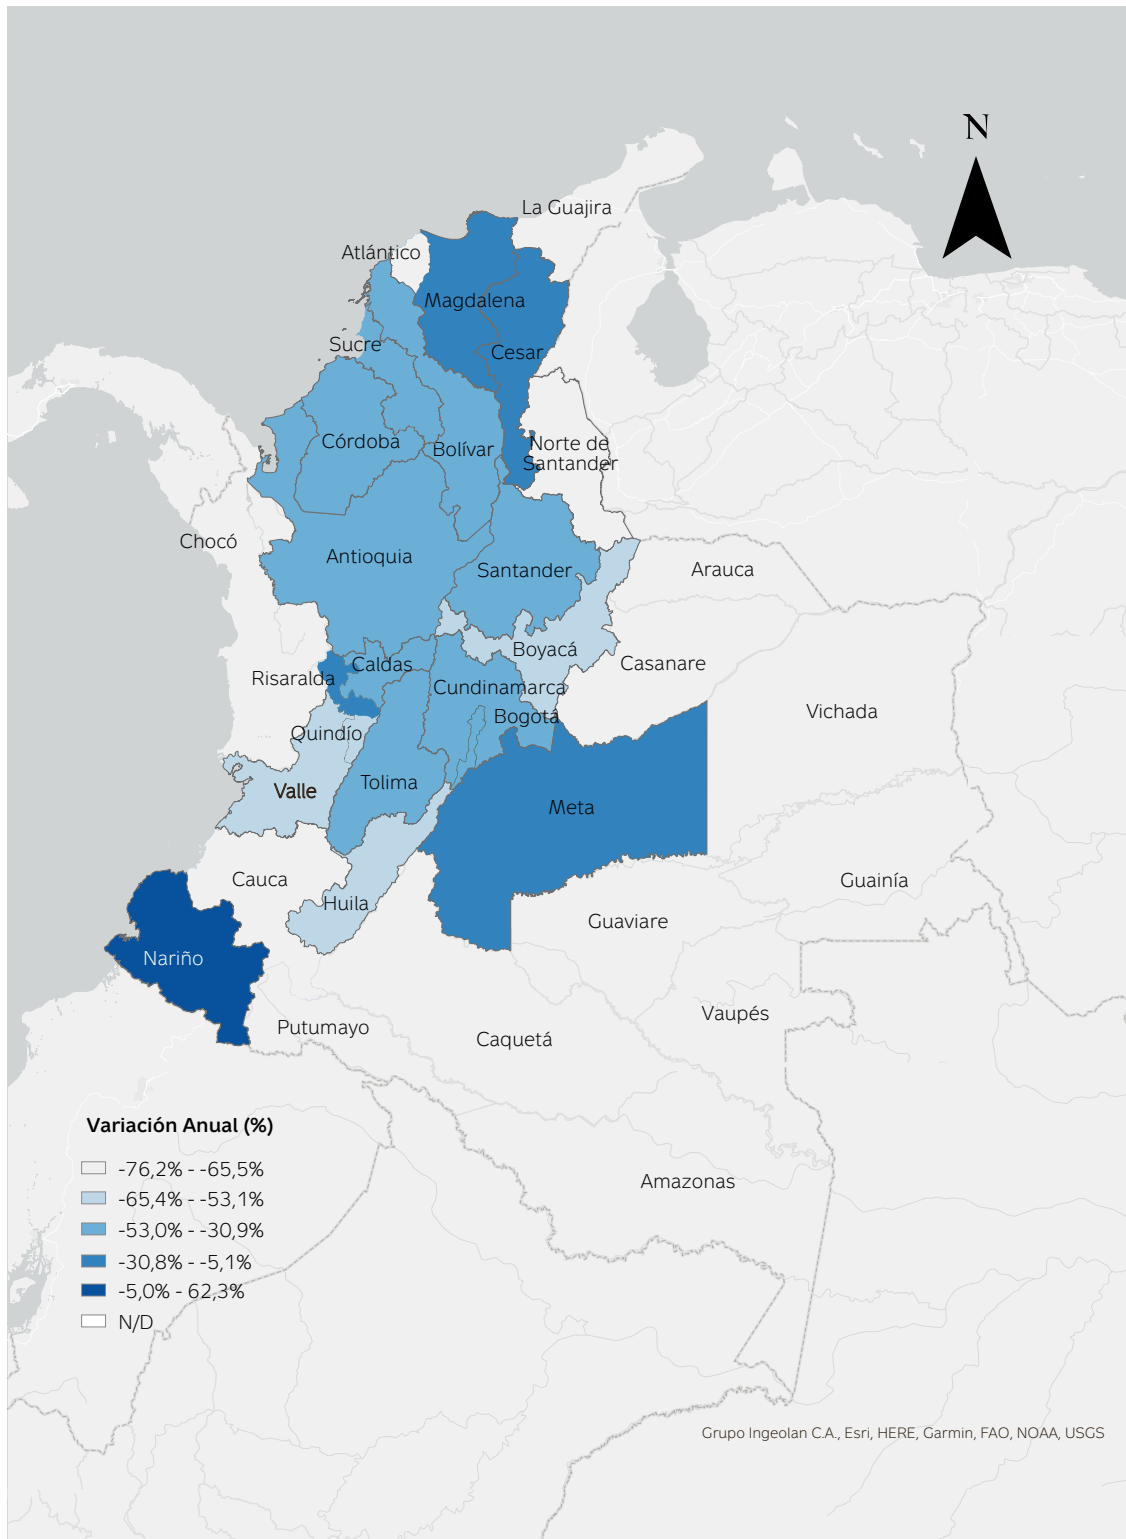 N
La Guajira
Atlántico
Magdalena
Sucre
Cesar
Córdoba
Bolívar
Norte de
Santander
Chocó
Antioquia
Santander
Arauca
Boyacá
Caldas
Casanare
Risaralda
Cundinamarca
Bogotá
Vichada
Quindío
Tolima
Valle
Meta
Cauca
Guainía
Huila
Guaviare
Nariño
Vaupés
Putumayo
Caquetá
Variación Anual (%)
-76,2% - -65,5%
-65,4% - -53,1%
-53,0% - -30,9%
-30,8% - -5,1%
-5,0% - 62,3%
N/D
Amazonas
Grupo Ingeolan C.A., Esri, HERE, Garmin, FAO, NOAA, USGS